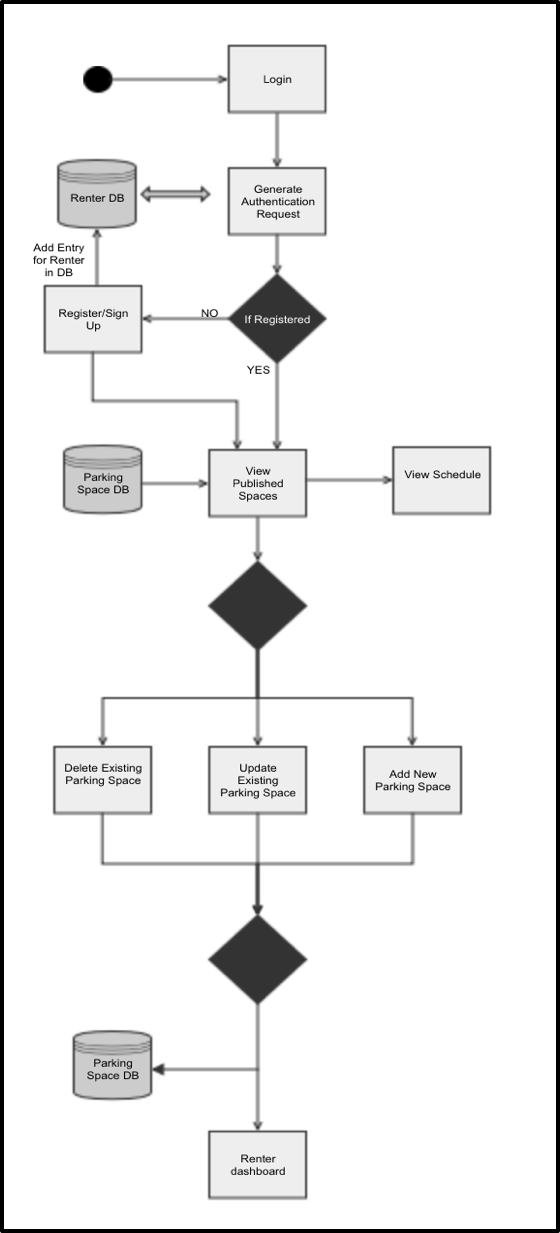 Login
Renter DB
Generate
Authentication
Request
Add Entry
for Renter
in DB
Register/Sign
Up
NO
If Registered
YES
Parking
Space DB
View
Published
Spaces
View Schedule
Delete Existing
Parking Space
Update
Existing
Parking Space
Add New
Parking Space
Parking
Space DB
Renter
dashboard